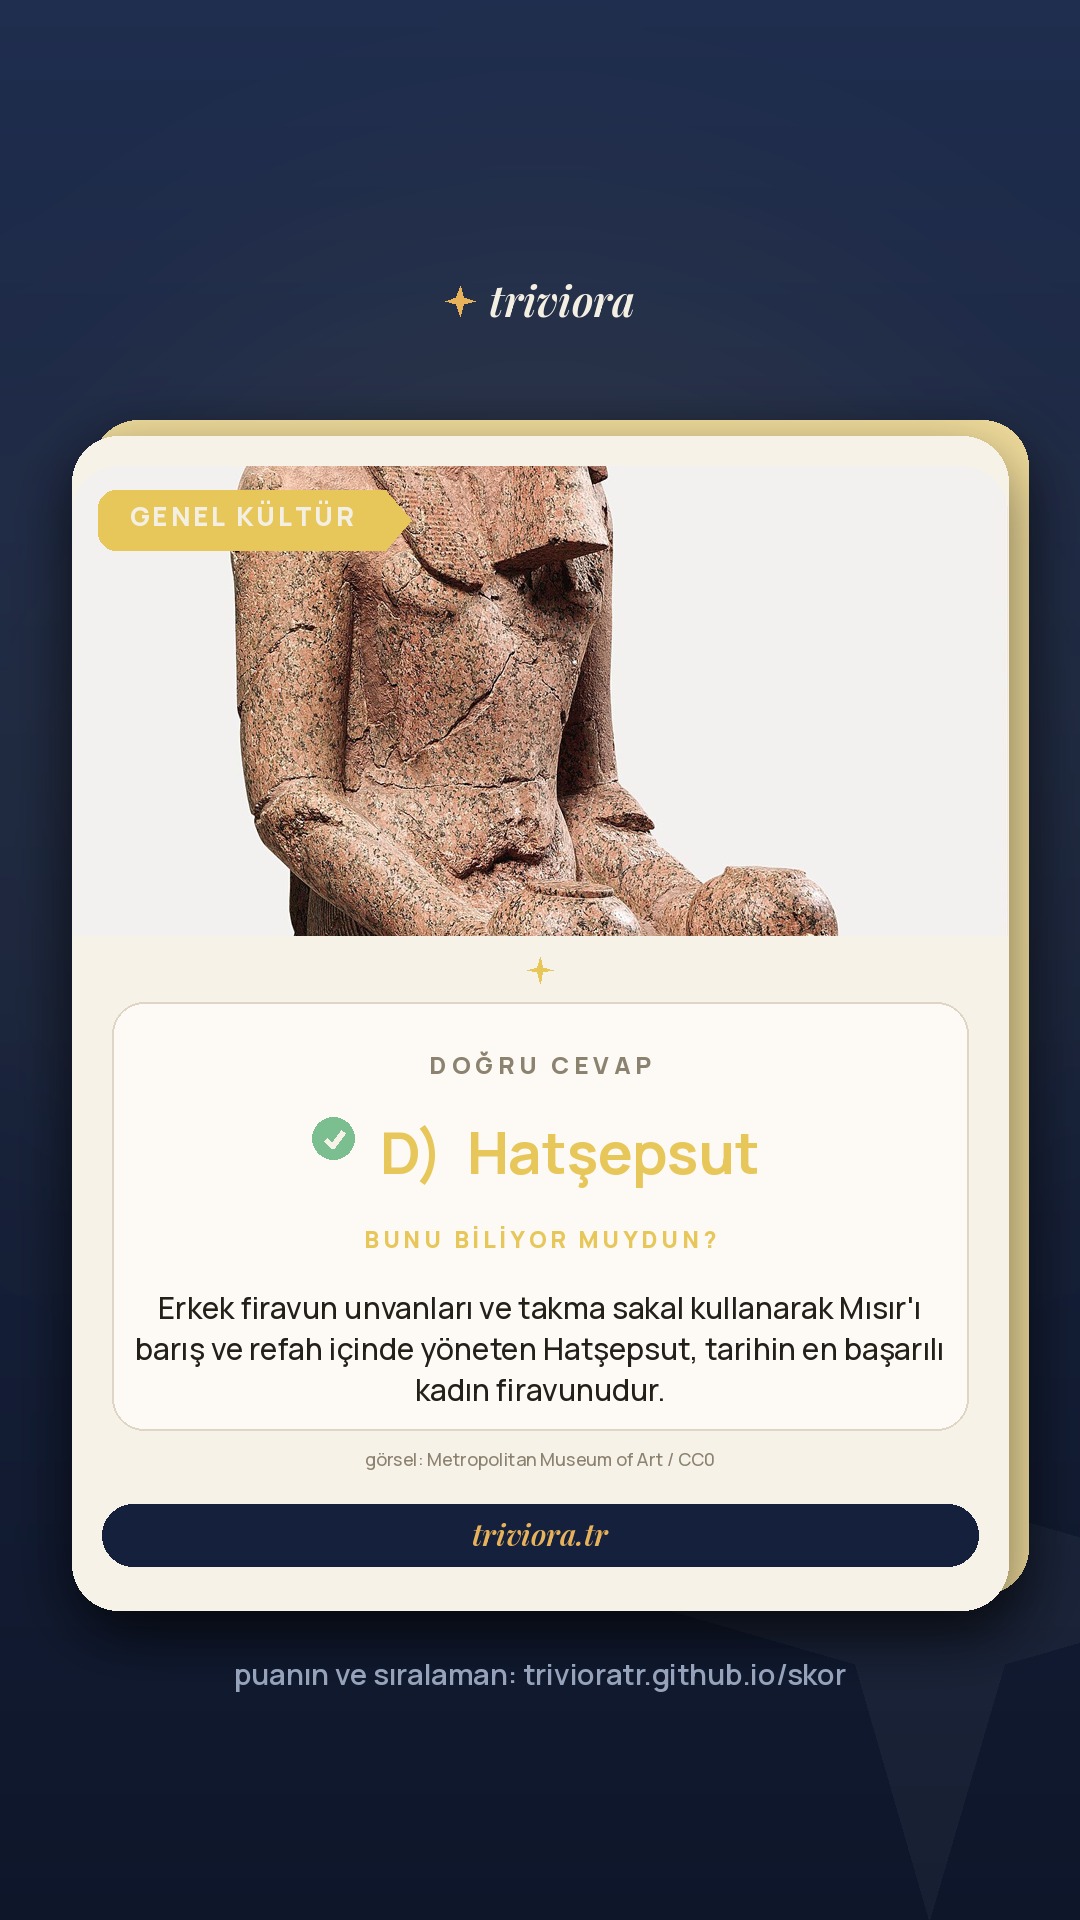 triviora
GENEL KÜLTÜR
DOĞRU CEVAP
D) Hatşepsut
BUNU BİLİYOR MUYDUN?
Erkek firavun unvanları ve takma sakal kullanarak Mısır'ı
barış ve refah içinde yöneten Hatşepsut, tarihin en başarılı
kadın firavunudur.
görsel: Metropolitan Museum of Art / CC0
triviora.tr
puanın ve sıralaman: trivioratr.github.io/skor